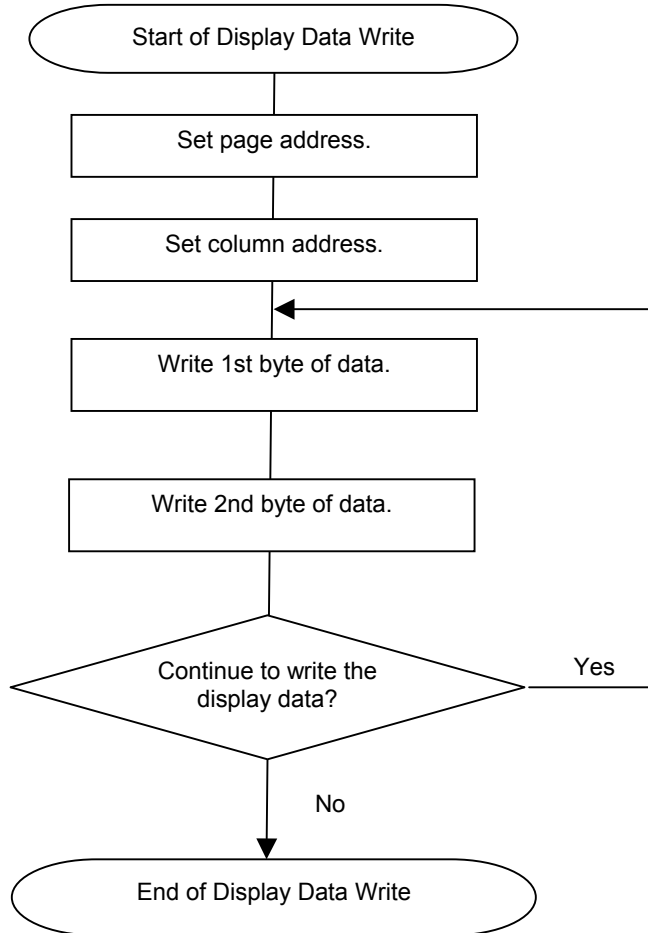 Start of Display Data Write
Set page address.
Set column address.
Write 1st byte of data.
Write 2nd byte of data.
Continue to write the
display data?
Yes
No
End of Display Data Write